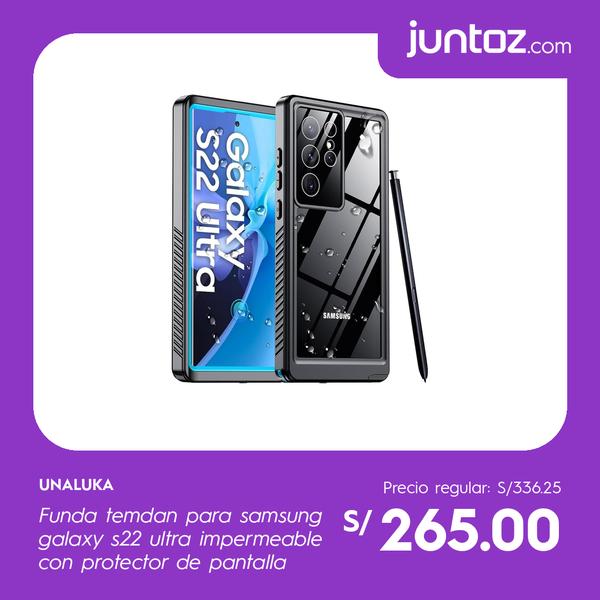 juntoz.com
Galaxy
S22 Ultra
SAMSUNG
UNALUKA
Funda temdan para samsung
galaxy s22 ultra impermeable
con protector de pantalla
Precio regular: S/336.25
S/ 265.00